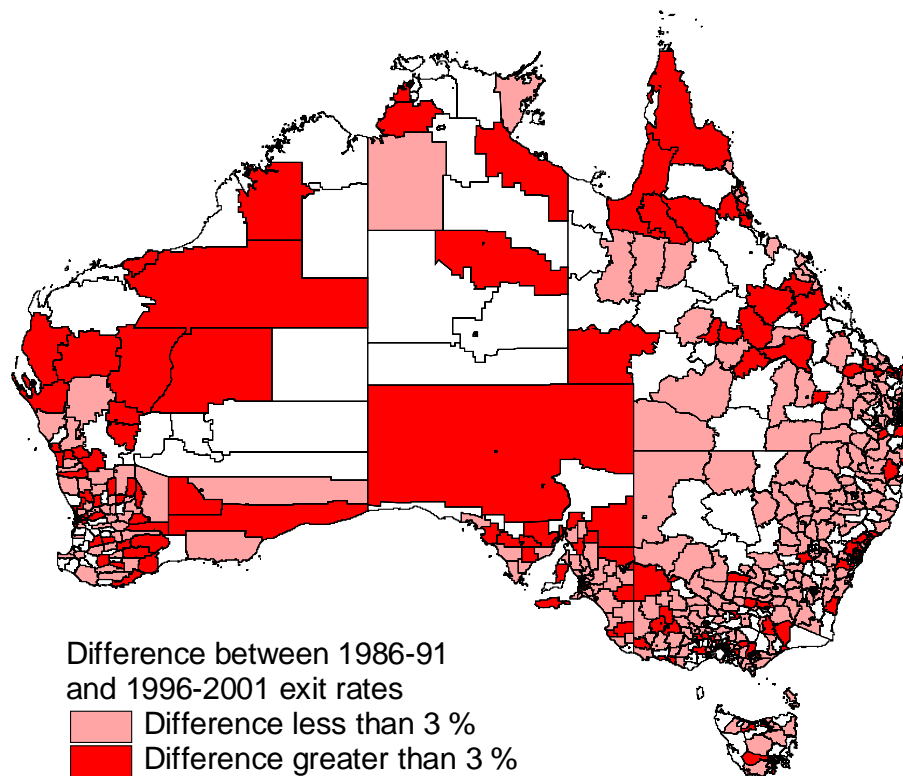 Difference between 1986-91
and 1996-2001 exit rates
Difference less than 3 %
Difference greater than 3 %